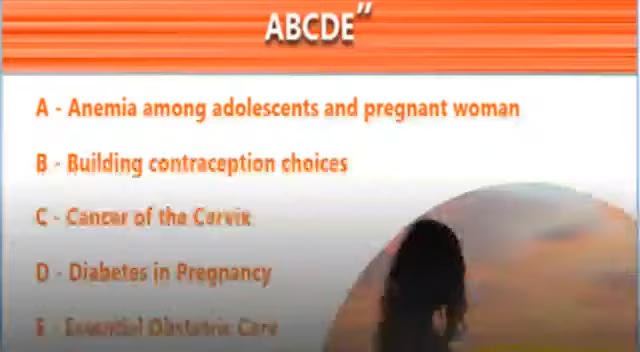 ABCDE”
A - Anemia among adolescents and pregnant woman
B - Building contraception choices
C - Cancer of the Cervix
D - Diabetes in Pregnancy
E - Essential Obstetric Care